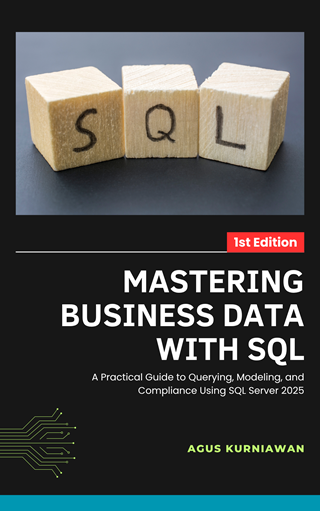 SQL
1st Edition
MASTERING
BUSINESS DATA
WITH SQL
A Practical Guide to Querying, Modeling, and
Compliance Using SQL Server 2025
AGUS KURNIAWAN